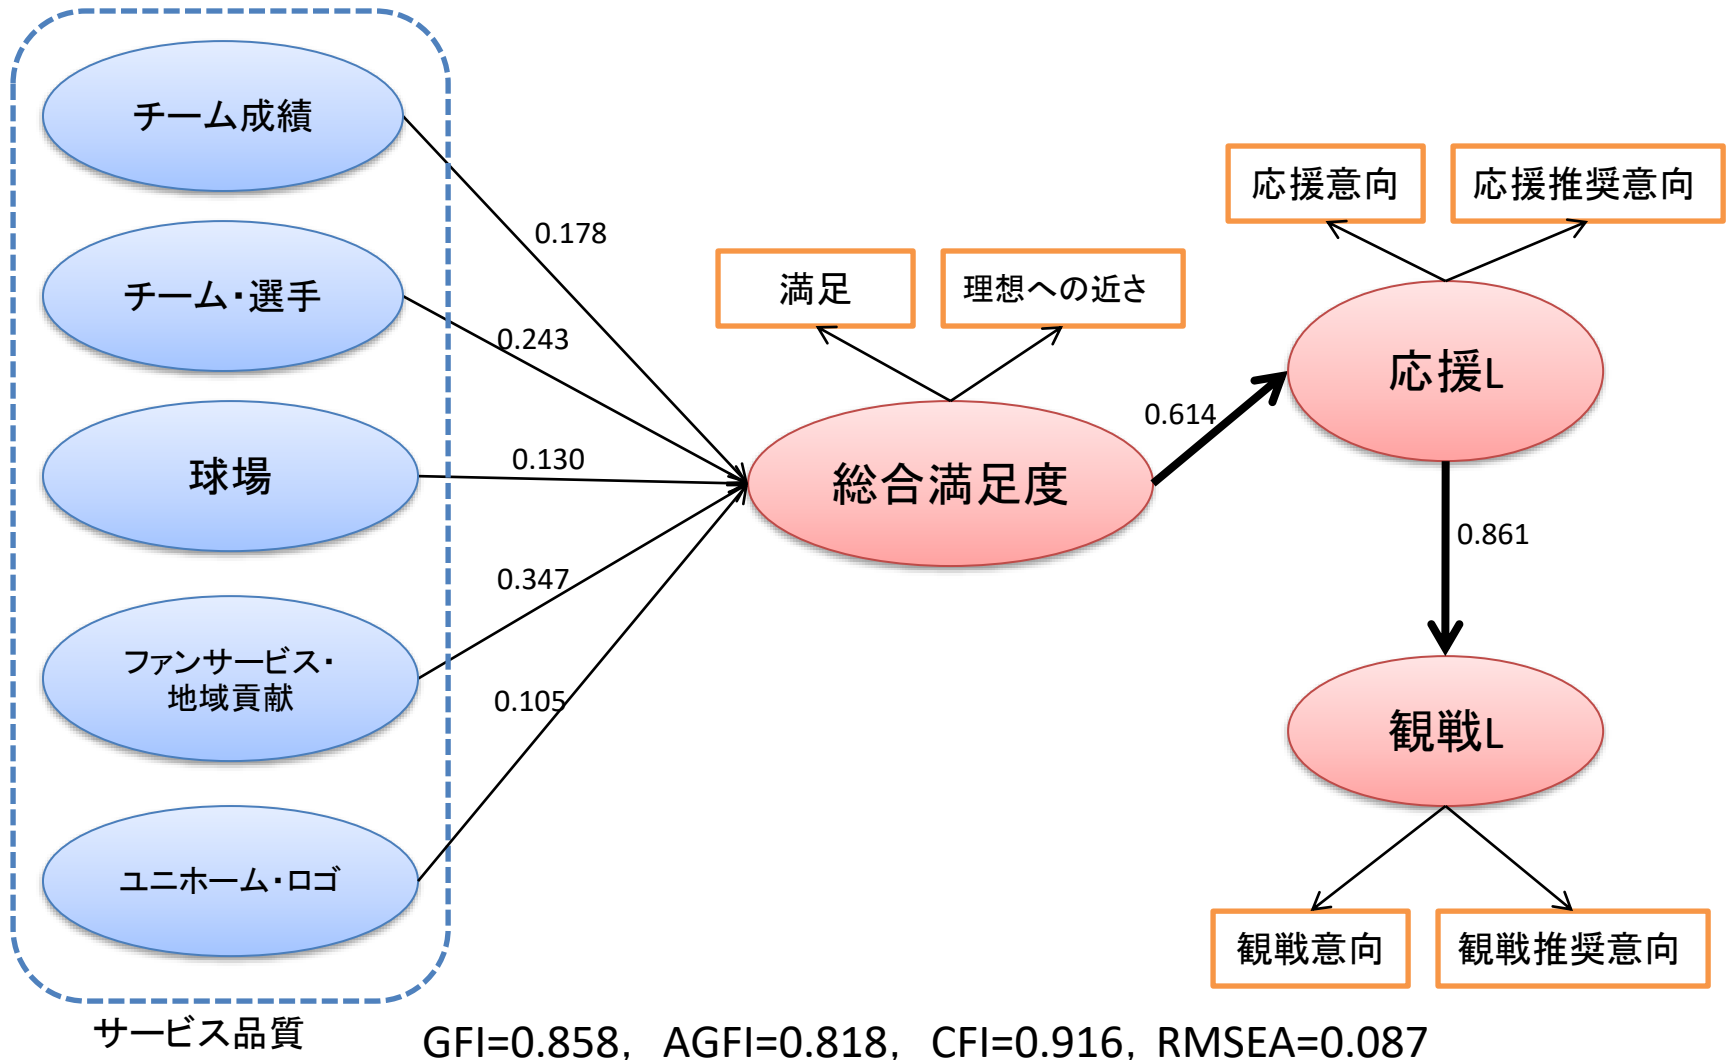 チーム成績
チーム・選手
球場
ファンサービス・
地域貢献
ユニホーム・ロゴ
サービス品質
0.178
0.243
0.130
0.347
0.105
満足
理想への近さ
総合満足度
0.614
応援意向
応援推奨意向
応援L
0.861
観戦L
観戦意向
観戦推奨意向
GFI=0.858, AGFI=0.818, CFI=0.916, RMSEA=0.087